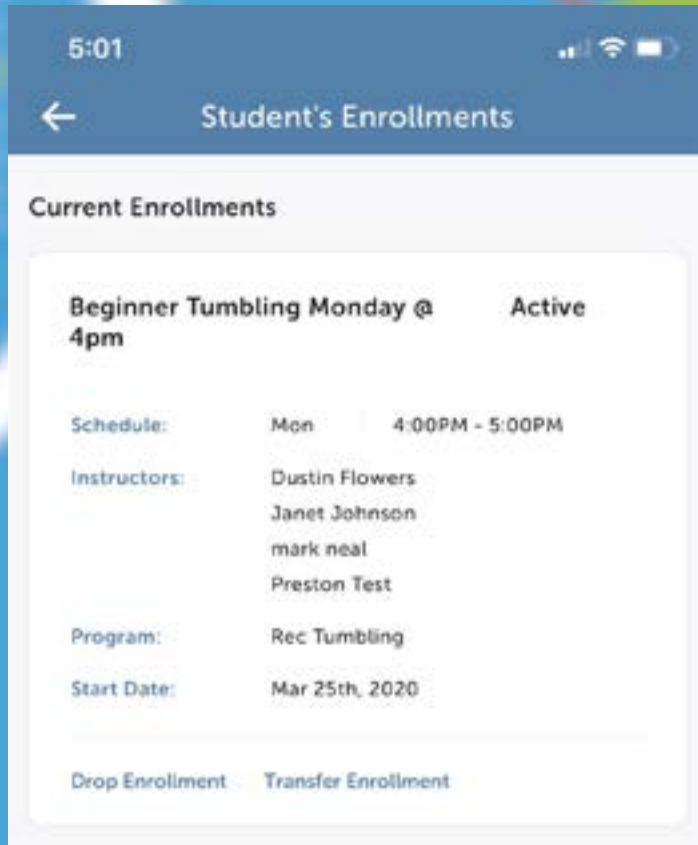 5:01
Student's Enrollments
Current Enrollments
Beginner Tumbling Monday @ Active
4pm
Schedule: Mon 4:00PM - 5:00PM
Instructors: Dustin Flowers
Janet Johnson
mark neal
Preston Test
Program: Rec Tumbling
Start Date: Mar 25th, 2020
Drop Enrollment Transfer Enrollment